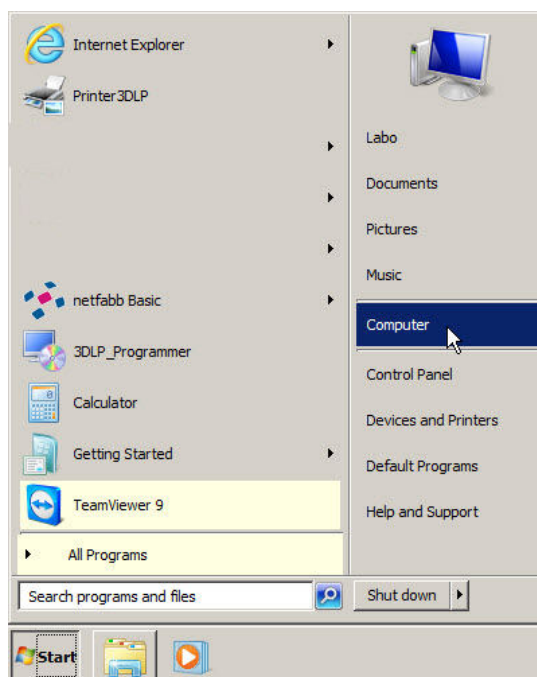 Internet Explorer
Printer3DLP
netfabb Basic
3DLP_Programmer
Calculator
Getting Started
TeamViewer 9
All Programs
Search programs and files
Labo
Documents
Pictures
Music
Computer
Control Panel
Devices and Printers
Default Programs
Help and Support
Shut down
Start